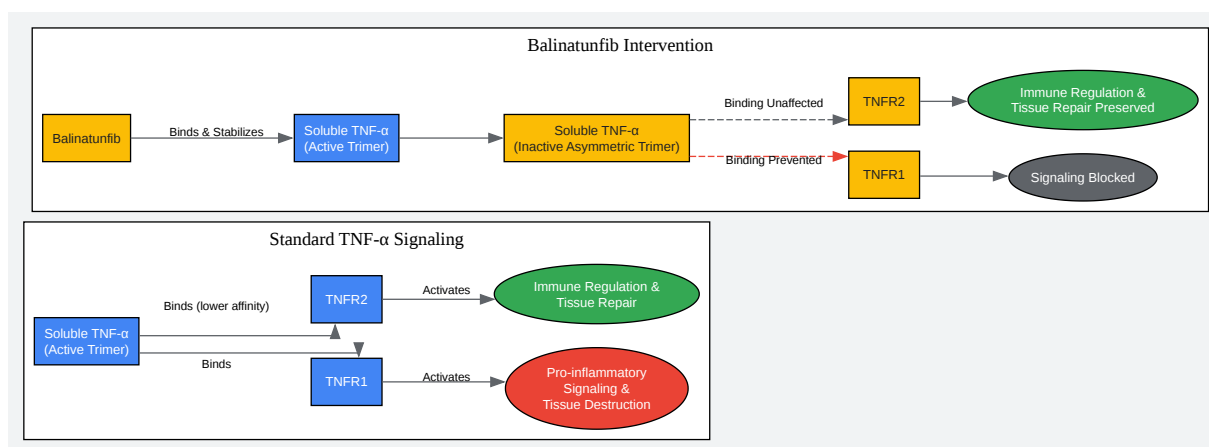 Balinatunfib Intervention
Balinatunfib
Binds & Stabilizes
Soluble TNF-α
(Active Trimer)
Soluble TNF-α
(Inactive Asymmetric Trimer)
Binding Unaffected
Binding Prevented
TNFR2
Immune Regulation &
Tissue Repair Preserved
TNFR1
Signaling Blocked
Standard TNF-α Signaling
Soluble TNF-α
(Active Trimer)
Binds (lower affinity)
Binds
TNFR2
Activates
Immune Regulation &
Tissue Repair
TNFR1
Activates
Pro-inflammatory
Signaling &
Tissue Destruction